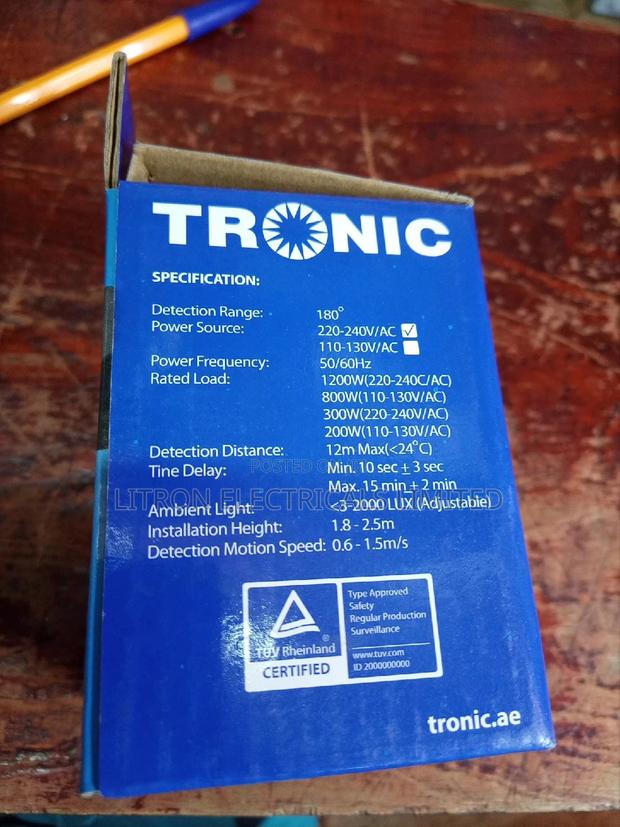 TRONIC
SPECIFICATION:
Detection Range: 180°
Power Source: 220-240V/AC ☑
110-130V/AC ☐
Power Frequency: 50/60Hz
Rated Load: 1200W(220-240C/AC)
800W(110-130V/AC)
300W(220-240V/AC)
200W(110-130V/AC)
Detection Distance: 12m Max(<24°C)
Tine Delay: Min. 10 sec ± 3 sec
Max. 15 min ± 2 min
Ambient Light: <3-2000 LUX (Adjustable)
Installation Height: 1.8 - 2.5m
Detection Motion Speed: 0.6 - 1.5m/s
POSTED
LITRON ELECTRICALS LIMITED
TÜV Rheinland
CERTIFIED
Type Approved
Safety
Regular Production
Surveillance
www.tuv.com
ID 2000000000
tronic.ae